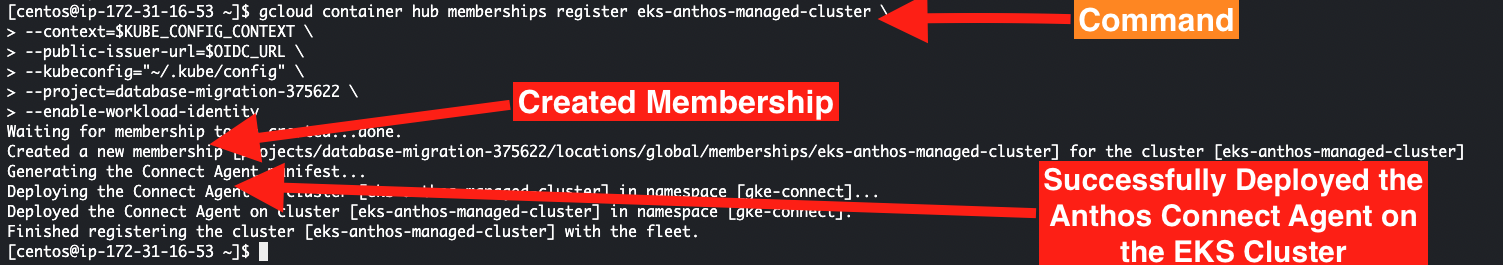 [centos@ip-172-31-16-53 ~]$ gcloud container hub memberships register eks-anthos-managed-cluster \
Command
> --context=$KUBE_CONFIG_CONTEXT \
> --public-issuer-url=$OIDC_URL \
> --kubeconfig="~/.kube/config" \
> --project=database-migration-375622 \
Created Membership
> --enable-workload-identity
Waiting for membership to created...done.
Created a new membership [projects/database-migration-375622/locations/global/memberships/eks-anthos-managed-cluster] for the cluster [eks-anthos-managed-cluster]
Generating the Connect Agent manifest...
Deploying the Connect Agent cluster [eks-anthos-managed-cluster] in namespace [gke-connect]...
Deployed the Connect Agent on cluster [eks-anthos-managed-cluster] in namespace [gke-connect].
Finished registering the cluster [eks-anthos-managed-cluster] with the fleet.
[centos@ip-172-31-16-53 ~]$
Successfully Deployed the
Anthos Connect Agent on
the EKS Cluster